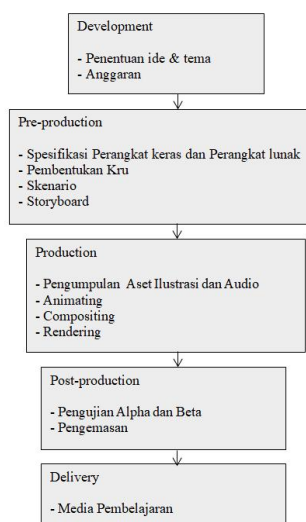 Development
- Penentuan ide & tema
- Anggaran
Pre-production
- Spesifikasi Perangkat keras dan Perangkat lunak
- Pembentukan Kru
- Skenario
- Storyboard
Production
- Pengumpulan Aset Ilustrasi dan Audio
- Animating
- Compositing
- Rendering
Post-production
- Pengujian Alpha dan Beta
- Pengemasan
Delivery
- Media Pembelajaran